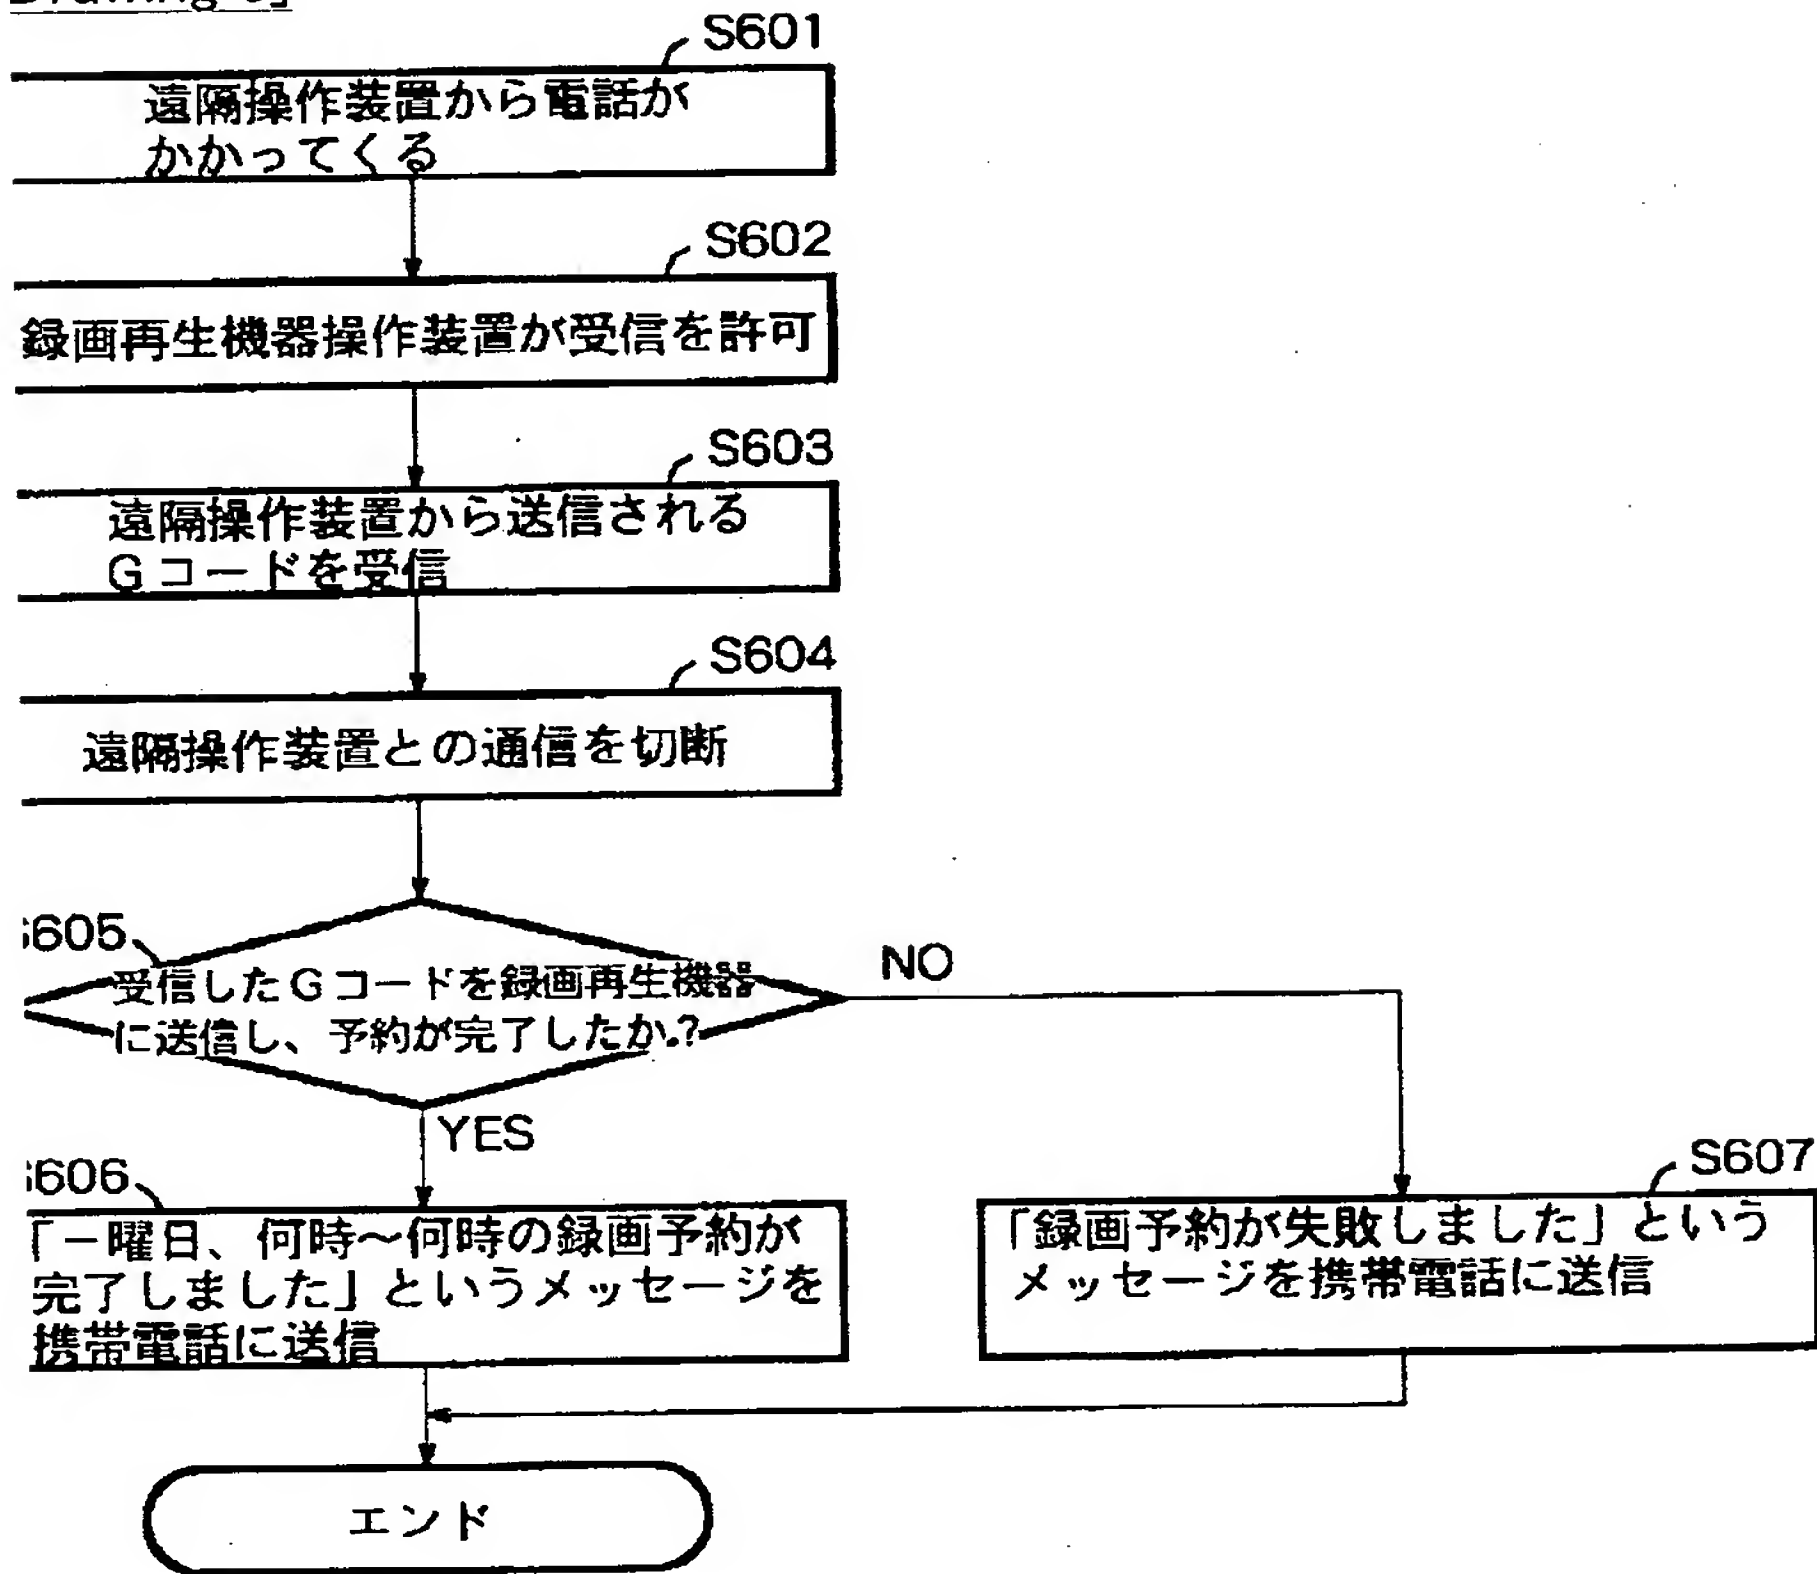 S601
遠隔操作装置から電話が
かかってくる
S602
録画再生機器操作装置が受信を許可
S603
遠隔操作装置から送信される
Gコードを受信
S604
遠隔操作装置との通信を切断
S605
受信したGコードを録画再生機器
に送信し、予約が完了したか?
NO
YES
S606
「－曜日、何時～何時の録画予約が
完了しました」というメッセージを
携帯電話に送信
S607
「録画予約が失敗しました」という
メッセージを携帯電話に送信
エンド